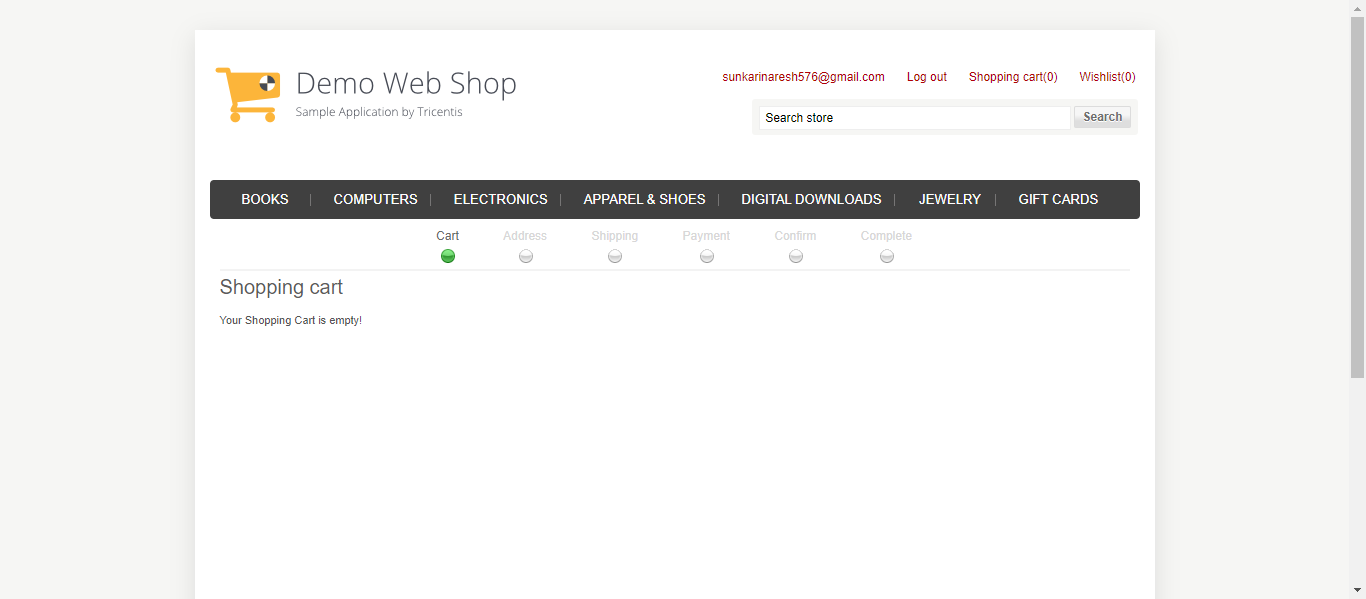 Demo Web Shop
Sample Application by Tricentis
sunkarinaresh576@gmail.com Log out Shopping cart(0) Wishlist(0)
Search store Search
BOOKS COMPUTERS ELECTRONICS APPAREL & SHOES DIGITAL DOWNLOADS JEWELRY GIFT CARDS
Cart Address Shipping Payment Confirm Complete
Shopping cart
Your Shopping Cart is empty!